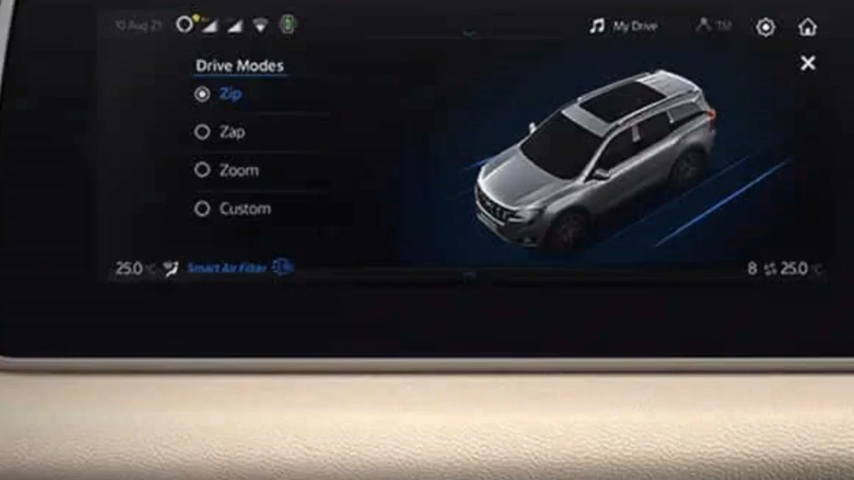 10 Aug 21
My Drive
TM
Drive Modes
Zip
Zap
Zoom
Custom
25.0°C
Smart Air Filter
8
25.0°C